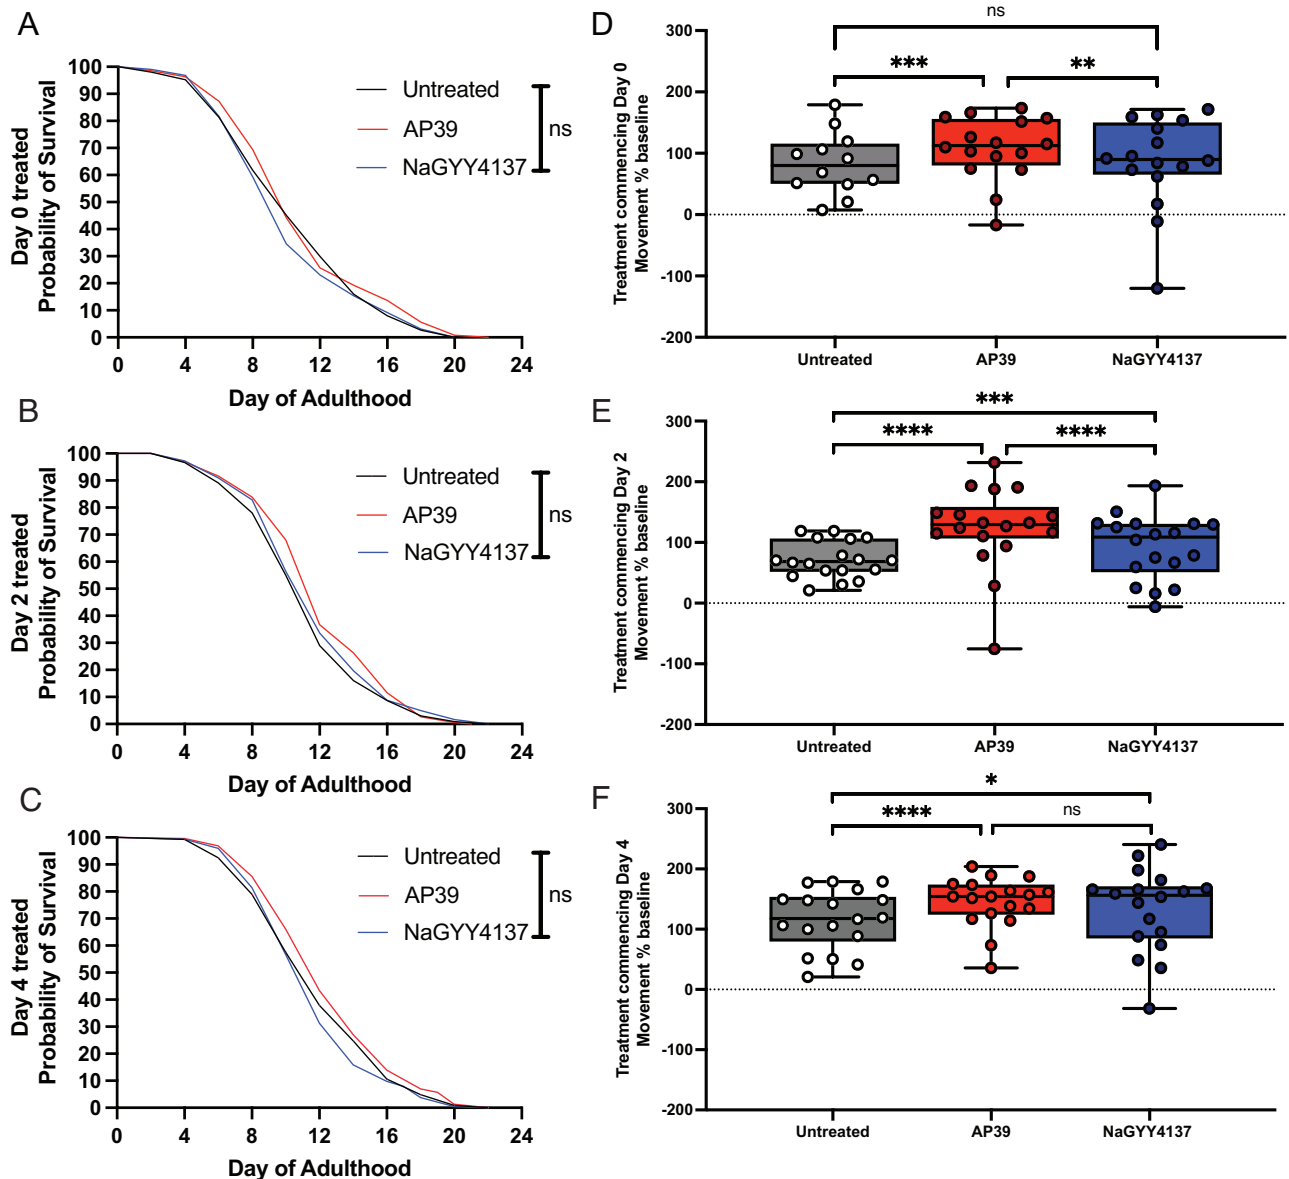 A
Day 0 treated
Probability of Survival
100
90
80
70
60
50
40
30
20
10
0
0 4 8 12 16 20 24
Day of Adulthood
Untreated
AP39
NaGYY4137
ns
B
Day 2 treated
Probability of Survival
100
90
80
70
60
50
40
30
20
10
0
0 4 8 12 16 20 24
Day of Adulthood
Untreated
AP39
NaGYY4137
ns
C
Day 4 treated
Probability of Survival
100
90
80
70
60
50
40
30
20
10
0
0 4 8 12 16 20 24
Day of Adulthood
Untreated
AP39
NaGYY4137
ns
D
Treatment commencing Day 0
Movement % baseline
300
200
100
0
-100
-200
ns
*** **
Untreated AP39 NaGYY4137
E
Treatment commencing Day 2
Movement % baseline
300
200
100
0
-100
-200
***
**** ****
Untreated AP39 NaGYY4137
F
Treatment commencing Day 4
Movement % baseline
300
200
100
0
-100
-200
*
**** ns
Untreated AP39 NaGYY4137